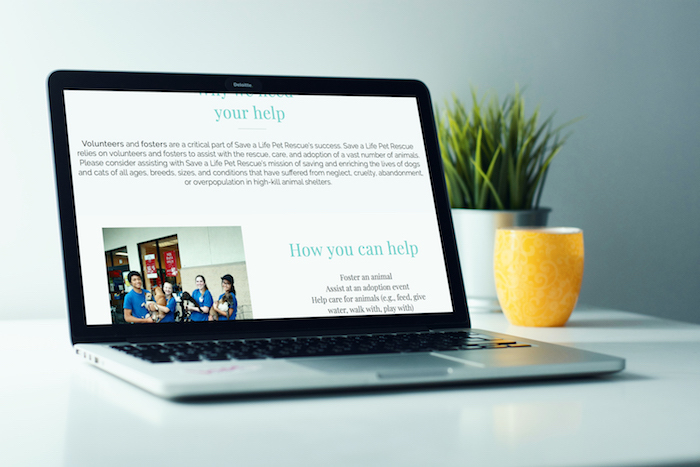 Deloitte.
why we need
your help
Volunteers and fosters are a critical part of Save a Life Pet Rescue's success. Save a Life Pet Rescue
relies on volunteers and fosters to assist with the rescue, care, and adoption of a vast number of animals.
Please consider assisting with Save a Life Pet Rescue's mission of saving and enriching the lives of dogs
and cats of all ages, breeds, sizes, and conditions that have suffered from neglect, cruelty, abandonment,
or overpopulation in high-kill animal shelters.
How you can help
Foster an animal
Assist at an adoption event
Help care for animals (e.g., feed, give
water, walk with, play with)